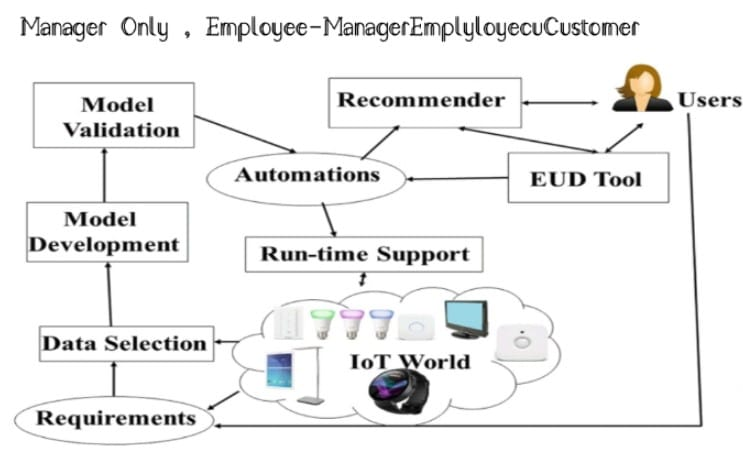 Manager Only , Employee-ManagerEmplyloyecuCustomer
Model
Validation
Recommender
Users
Automations
EUD Tool
Model
Development
Run-time Support
Data Selection
IoT World
Requirements